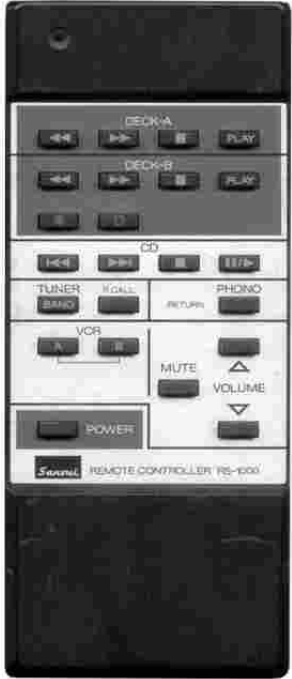 DECK-A
PLAY
DECK-B
PLAY
CD
TUNER
BAND
P.CALL
RETURN
PHONO
VCR
A
B
MUTE
VOLUME
POWER
Sansui
REMOTE CONTROLLER RS-1000